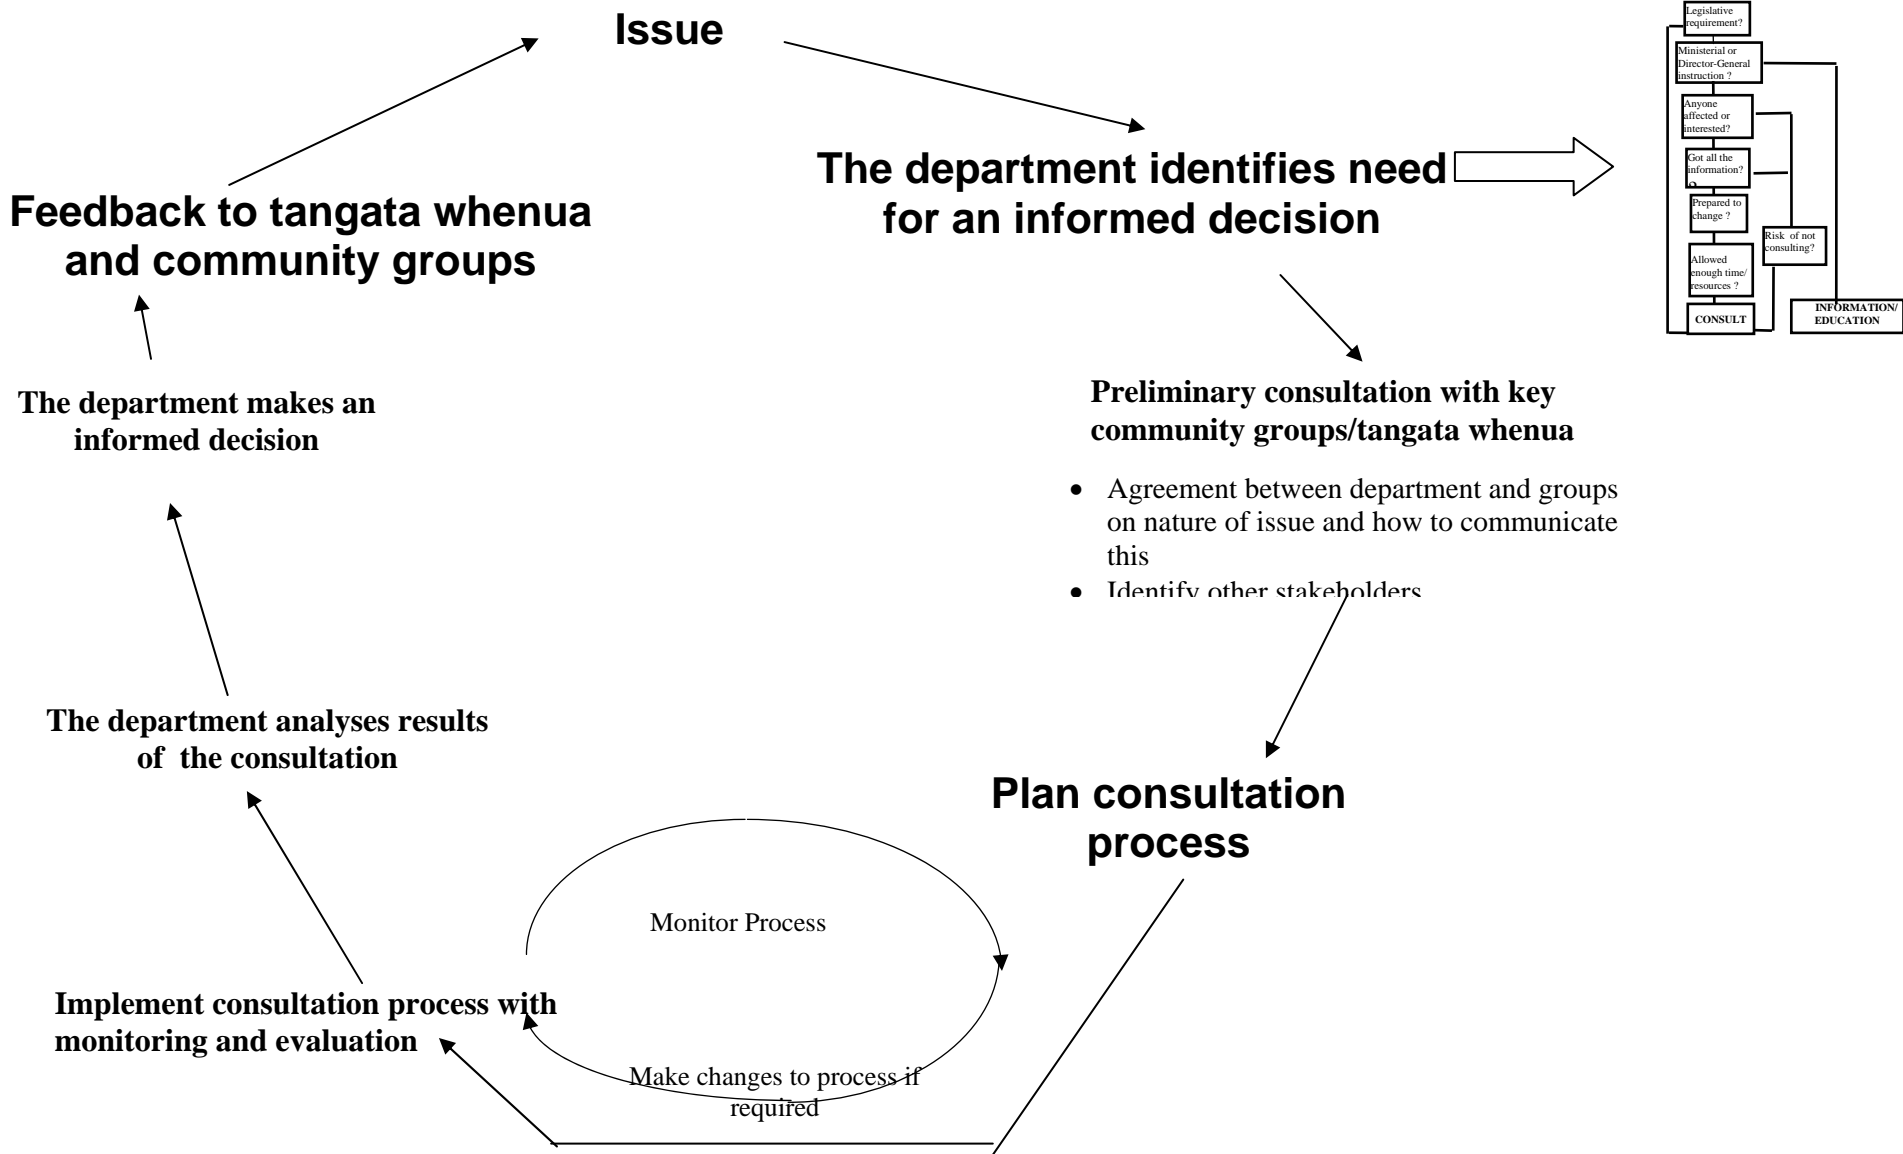 Issue
The department identifies need
for an informed decision
Legislative
requirement?
Ministerial or
Director-General
instruction ?
Anyone
affected or
interested?
Got all the
information?
Prepared to
change ?
Risk of not
consulting?
Allowed
enough time/
resources ?
CONSULT
INFORMATION/
EDUCATION
Preliminary consultation with key
community groups/tangata whenua
• Agreement between department and groups
on nature of issue and how to communicate
this
• Identify other stakeholders
Plan consultation
process
Monitor Process
Make changes to process if
required
Implement consultation process with
monitoring and evaluation
The department analyses results
of the consultation
The department makes an
informed decision
Feedback to tangata whenua
and community groups